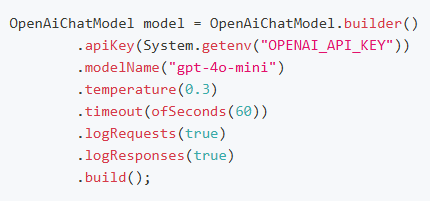 OpenAiChatModel model = OpenAiChatModel.builder()
        .apiKey(System.getenv("OPENAI_API_KEY"))
        .modelName("gpt-4o-mini")
        .temperature(0.3)
        .timeout(ofSeconds(60))
        .logRequests(true)
        .logResponses(true)
        .build();